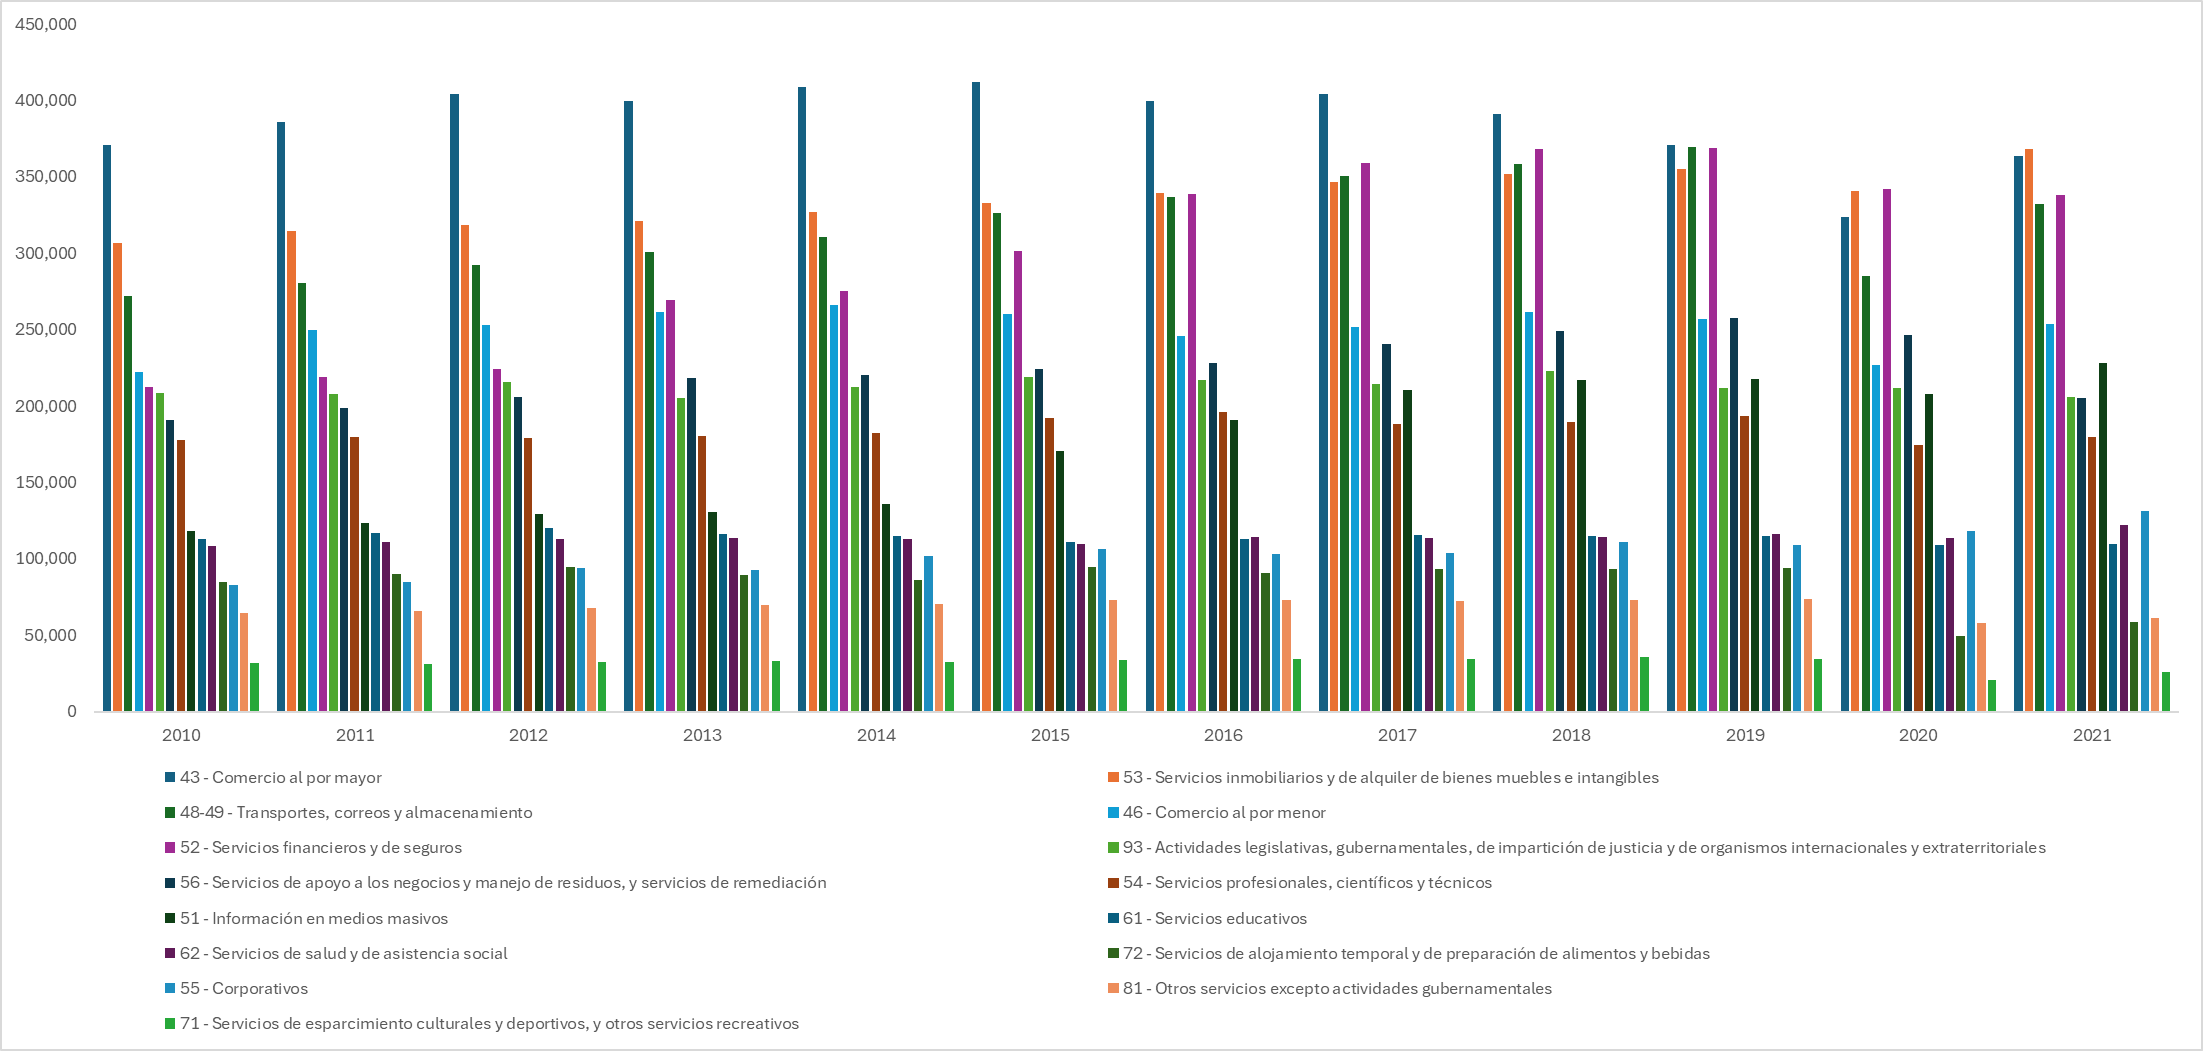 450,000
400,000
350,000
300,000
250,000
200,000
150,000
100,000
50,000
0
2010 2011 2012 2013 2014 2015 2016 2017 2018 2019 2020 2021
43 - Comercio al por mayor
53 - Servicios inmobiliarios y de alquiler de bienes muebles e intangibles
48-49 - Transportes, correos y almacenamiento
46 - Comercio al por menor
52 - Servicios financieros y de seguros
93 - Actividades legislativas, gubernamentales, de impartición de justicia y de organismos internacionales y extraterritoriales
56 - Servicios de apoyo a los negocios y manejo de residuos, y servicios de remediación
54 - Servicios profesionales, científicos y técnicos
51 - Información en medios masivos
61 - Servicios educativos
62 - Servicios de salud y de asistencia social
72 - Servicios de alojamiento temporal y de preparación de alimentos y bebidas
55 - Corporativos
81 - Otros servicios excepto actividades gubernamentales
71 - Servicios de esparcimiento culturales y deportivos, y otros servicios recreativos